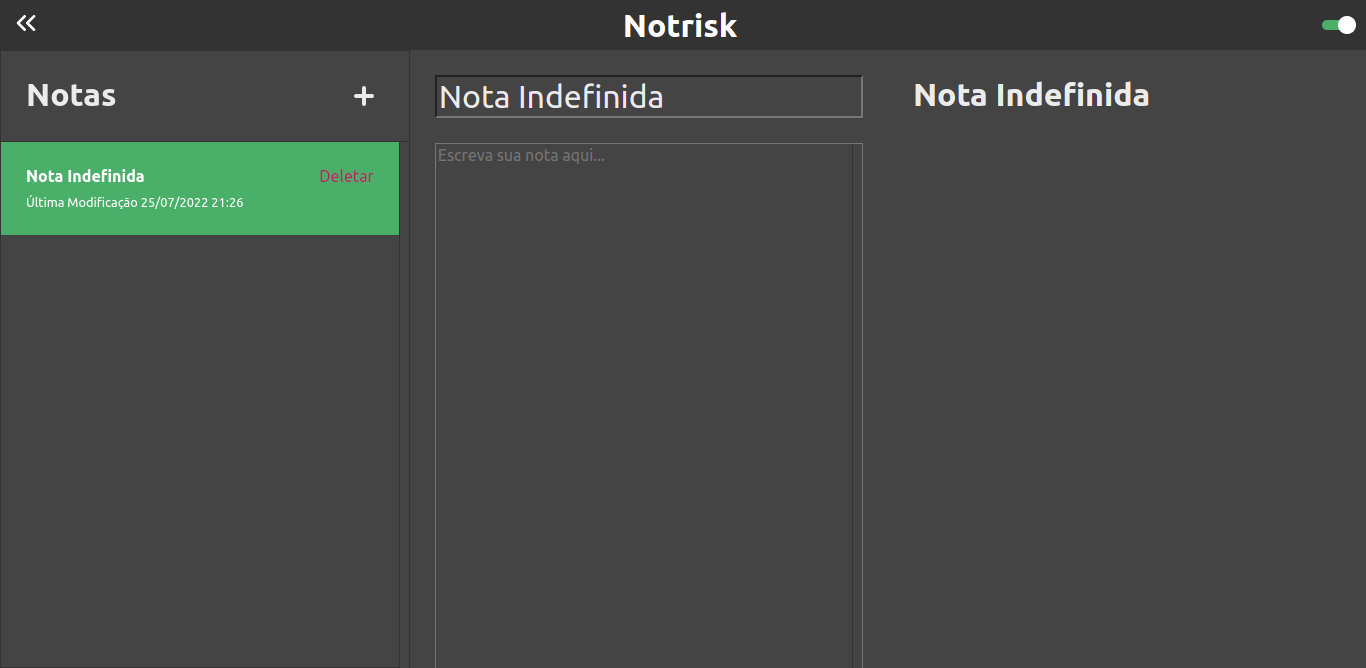 Notrisk
Notas
Nota Indefinida
Deletar
Última Modificação 25/07/2022 21:26
Nota Indefinida
Escreva sua nota aqui...
Nota Indefinida